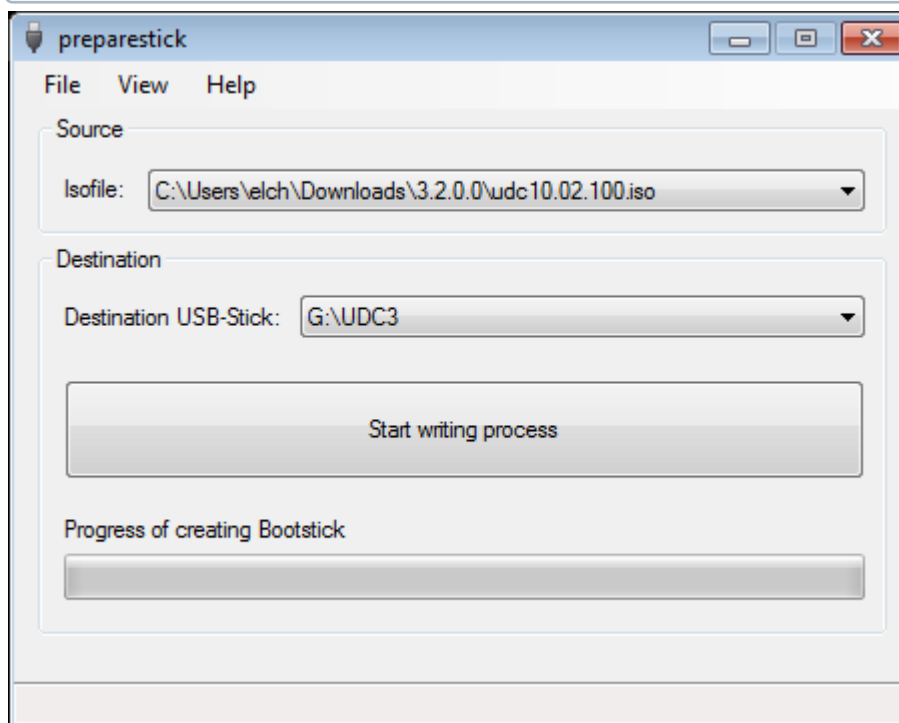 preparestick
File View Help
Source
Isofile: C:\Users\elch\Downloads\3.2.0.0\udc10.02.100.iso
Destination
Destination USB-Stick: G:\UDC3
Start writing process
Progress of creating Bootstick